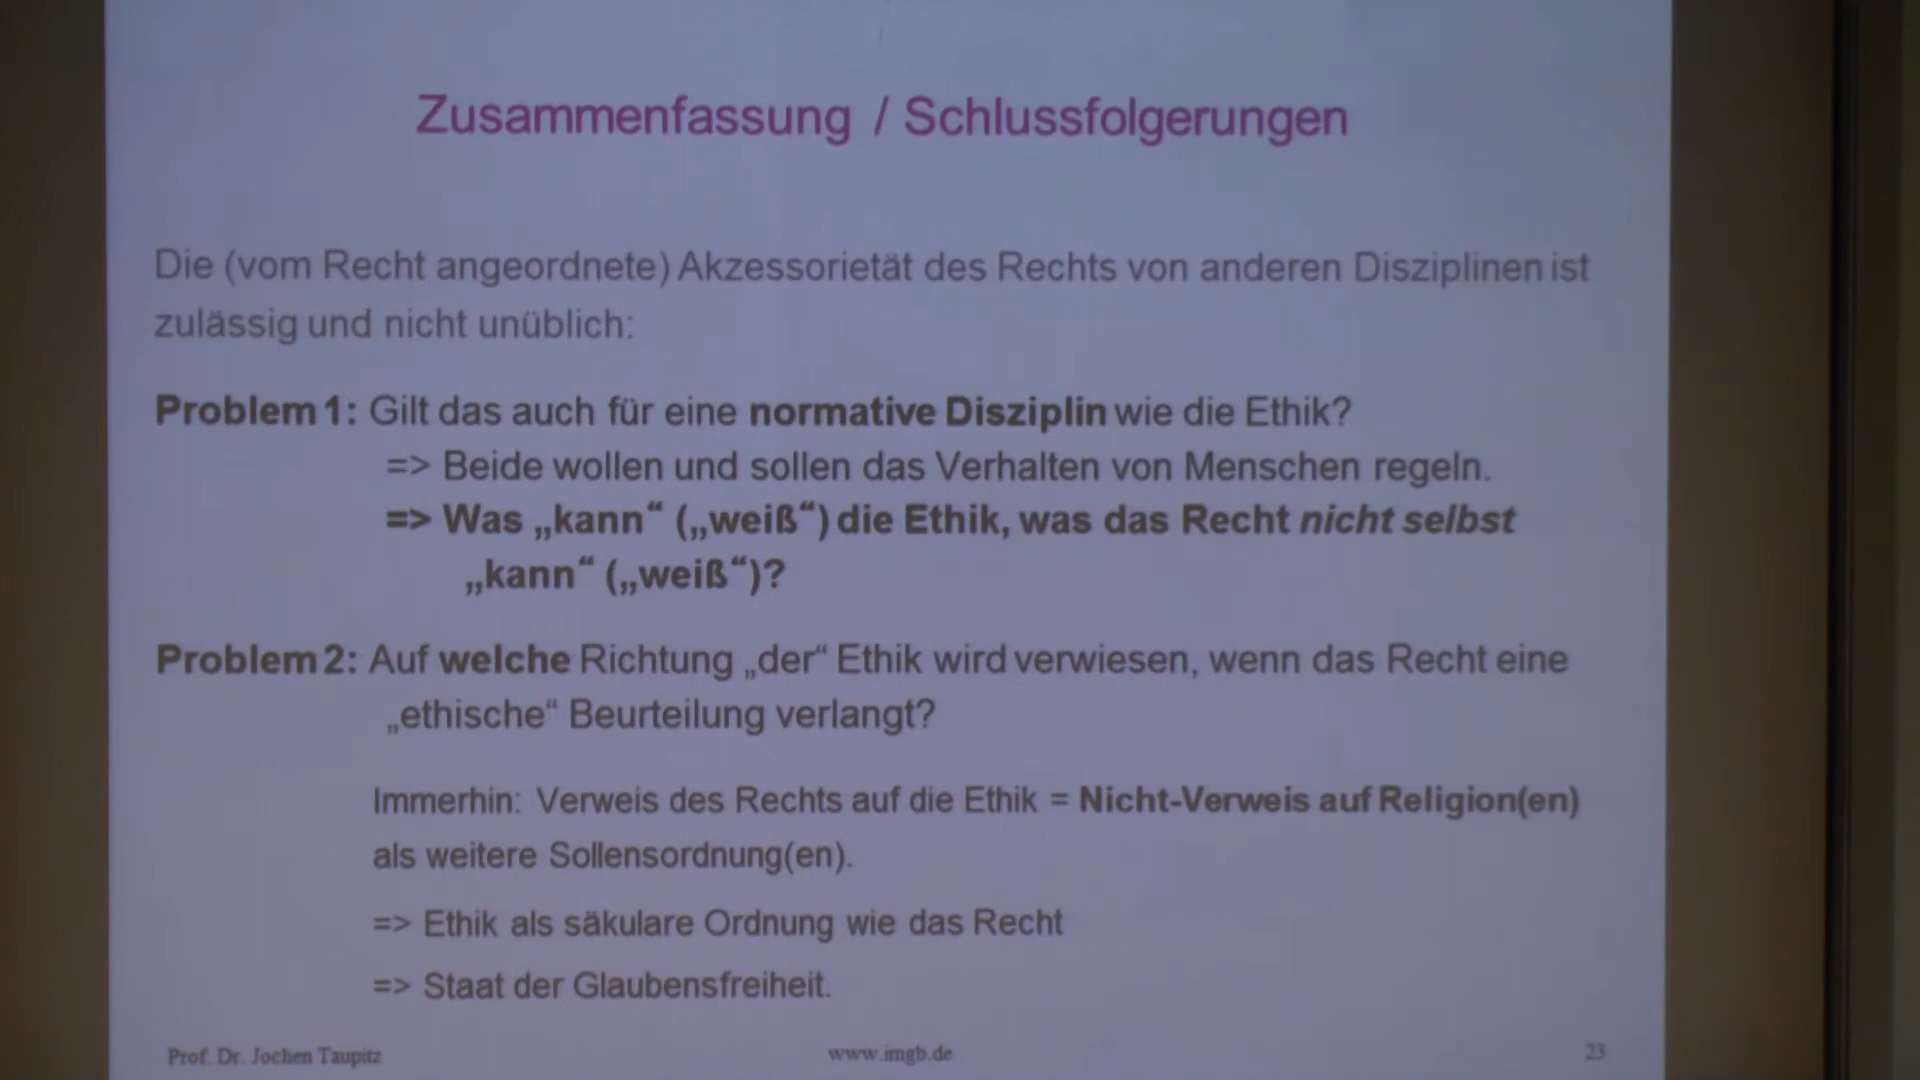 Zusammenfassung / Schlussfolgerungen
Die (vom Recht angeordnete) Akzessorietät des Rechts von anderen Disziplinen ist
zulässig und nicht unüblich:
Problem 1: Gilt das auch für eine normative Disziplin wie die Ethik?
=> Beide wollen und sollen das Verhalten von Menschen regeln.
=> Was „kann“ („weiß“) die Ethik, was das Recht nicht selbst
„kann“ („weiß“)?
Problem 2: Auf welche Richtung „der“ Ethik wird verwiesen, wenn das Recht eine
„ethische“ Beurteilung verlangt?
Immerhin: Verweis des Rechts auf die Ethik = Nicht-Verweis auf Religion(en)
als weitere Sollensordnung(en).
=> Ethik als säkulare Ordnung wie das Recht
=> Staat der Glaubensfreiheit.
Prof. Dr. Jochen Taupitz www.imgb.de 23